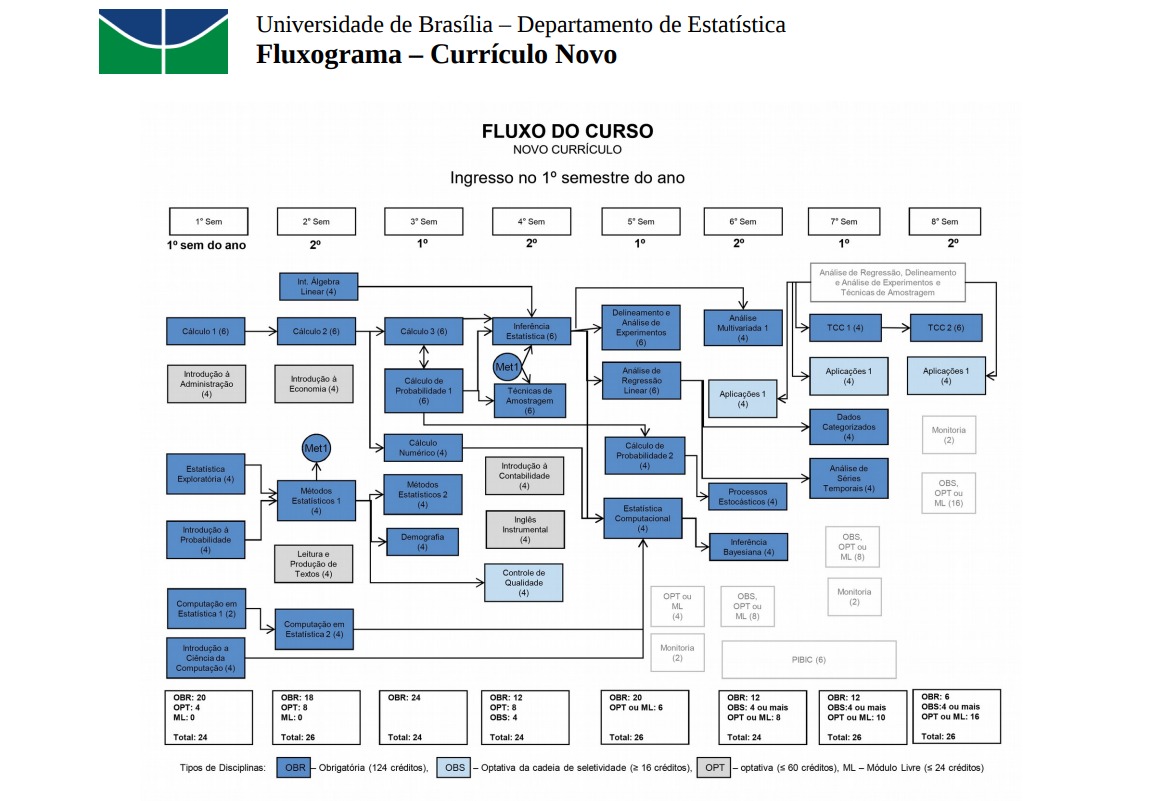 Universidade de Brasília – Departamento de Estatística
Fluxograma – Currículo Novo
FLUXO DO CURSO
NOVO CURRÍCULO
Ingresso no 1º semestre do ano
1° Sem
2° Sem
3° Sem
4° Sem
5° Sem
6° Sem
7° Sem
8° Sem
1º sem do ano
2º
1º
2º
1º
2º
1º
2º
Int. Álgebra
Linear (4)
Análise de Regressão, Delineamento
e Análise de Experimentos e
Técnicas de Amostragem
Cálculo 1 (6)
Cálculo 2 (6)
Cálculo 3 (6)
Inferência
Estatística (6)
Delineamento e
Análise de
Experimentos
(6)
Análise
Multivariada 1
(4)
TCC 1 (4)
TCC 2 (6)
Introdução á
Administração
(4)
Introdução á
Economia (4)
Cálculo de
Probabilidade 1
(6)
Met1
Técnicas de
Amostragem
(6)
Análise de
Regressão
Linear (6)
Aplicações 1
(4)
Aplicações 1
(4)
Aplicações 1
(4)
Met1
Cálculo
Numérico (4)
Cálculo de
Probabilidade 2
(4)
Dados
Categorizados
(4)
Monitoria
(2)
Estatística
Exploratória (4)
Métodos
Estatísticos 1
(4)
Métodos
Estatísticos 2
(4)
Introdução á
Contabilidade
(4)
Processos
Estocásticos (4)
Análise de
Séries
Temporais (4)
OBS,
OPT ou
ML (16)
Introdução á
Probabilidade
(4)
Demografia
(4)
Inglês
Instrumental
(4)
Estatística
Computacional
(4)
Inferência
Bayesiana (4)
OBS,
OPT ou
ML (8)
Leitura e
Produção de
Textos (4)
Controle de
Qualidade
(4)
Computação em
Estatística 1 (2)
Computação em
Estatística 2 (4)
OPT ou
ML
(4)
OBS,
OPT ou
ML (8)
Monitoria
(2)
Introdução a
Ciência da
Computação (4)
Monitoria
(2)
PIBIC (6)
OBR: 20
OPT: 4
ML: 0
Total: 24
OBR: 18
OPT: 8
ML: 0
Total: 26
OBR: 24
Total: 24
OBR: 12
OPT: 8
OBS: 4
Total: 24
OBR: 20
OPT ou ML: 6
Total: 26
OBR: 12
OBS: 4 ou mais
OPT ou ML: 8
Total: 24
OBR: 12
OBS:4 ou mais
OPT ou ML: 10
Total: 26
OBR: 6
OBS:4 ou mais
OPT ou ML: 16
Total: 26
Tipos de Disciplinas: OBR – Obrigatória (124 créditos), OBS – Optativa da cadeia de seletividade (≥ 16 créditos), OPT – optativa (≤ 60 créditos), ML – Módulo Livre (≤ 24 créditos)